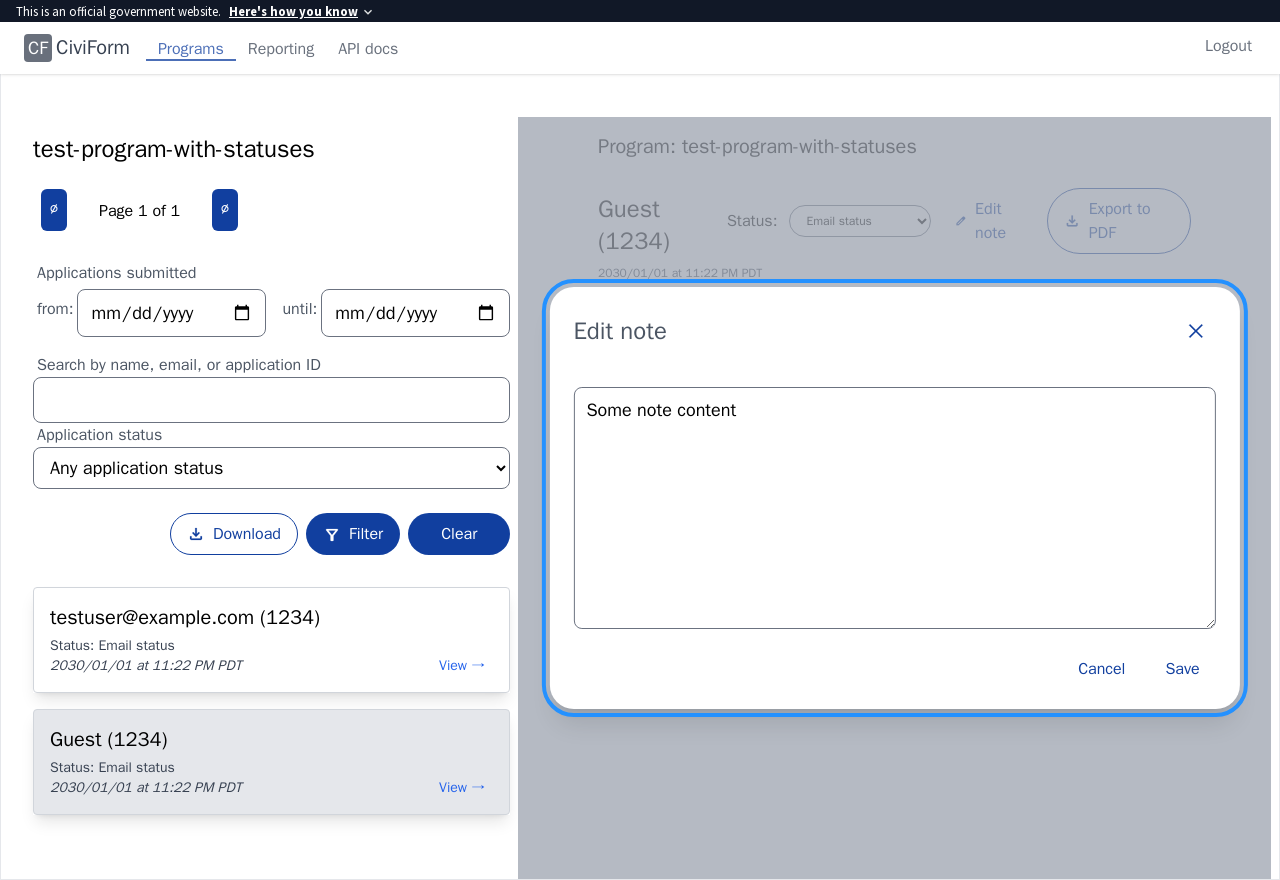 This is an official government website. Here's how you know
CF CiviForm Programs Reporting API docs Logout
test-program-with-statuses
Page 1 of 1
Applications submitted
from: mm/dd/yyyy until: mm/dd/yyyy
Search by name, email, or application ID
Application status
Any application status
Download Filter Clear
testuser@example.com (1234)
Status: Email status
2030/01/01 at 11:22 PM PDT View →
Guest (1234)
Status: Email status
2030/01/01 at 11:22 PM PDT View →
Program: test-program-with-statuses
Guest
(1234)
Status: Email status
Edit
note
Export to
PDF
2030/01/01 at 11:22 PM PDT
Edit note
Some note content
Cancel Save